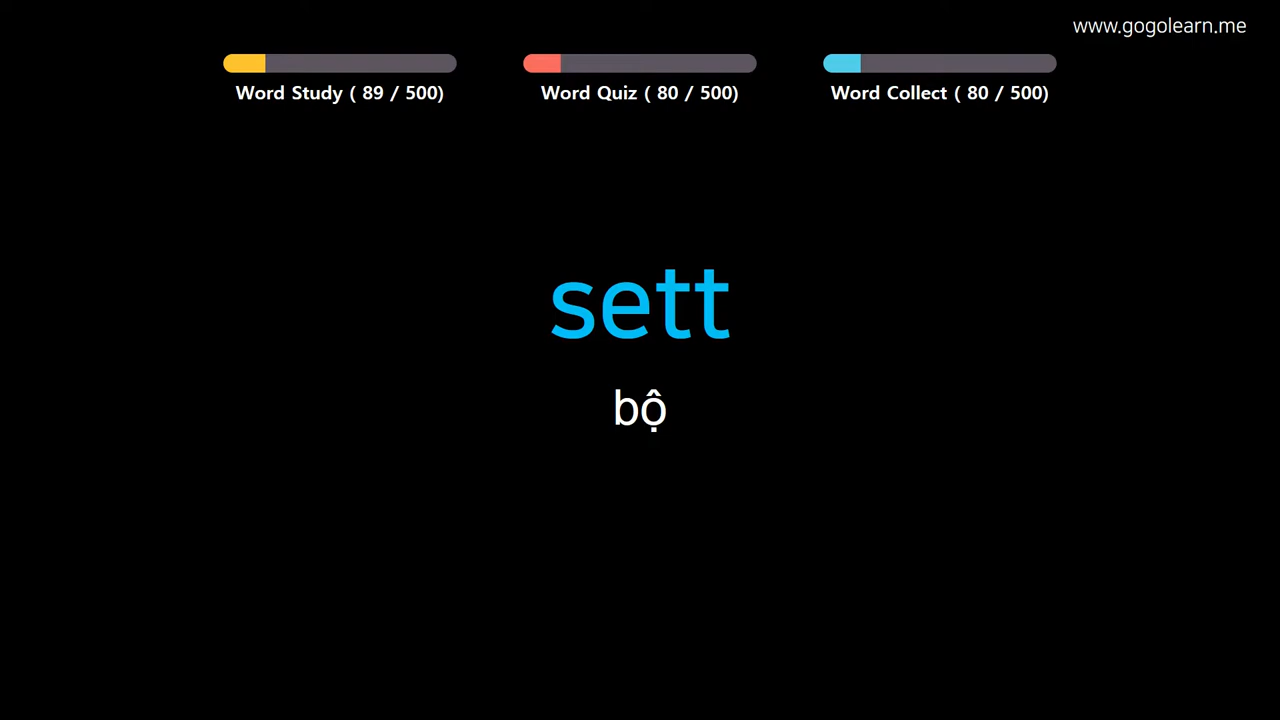 www.gogolearn.me
Word Study ( 89 / 500)
Word Quiz ( 80 / 500)
Word Collect ( 80 / 500)
sett
bộ